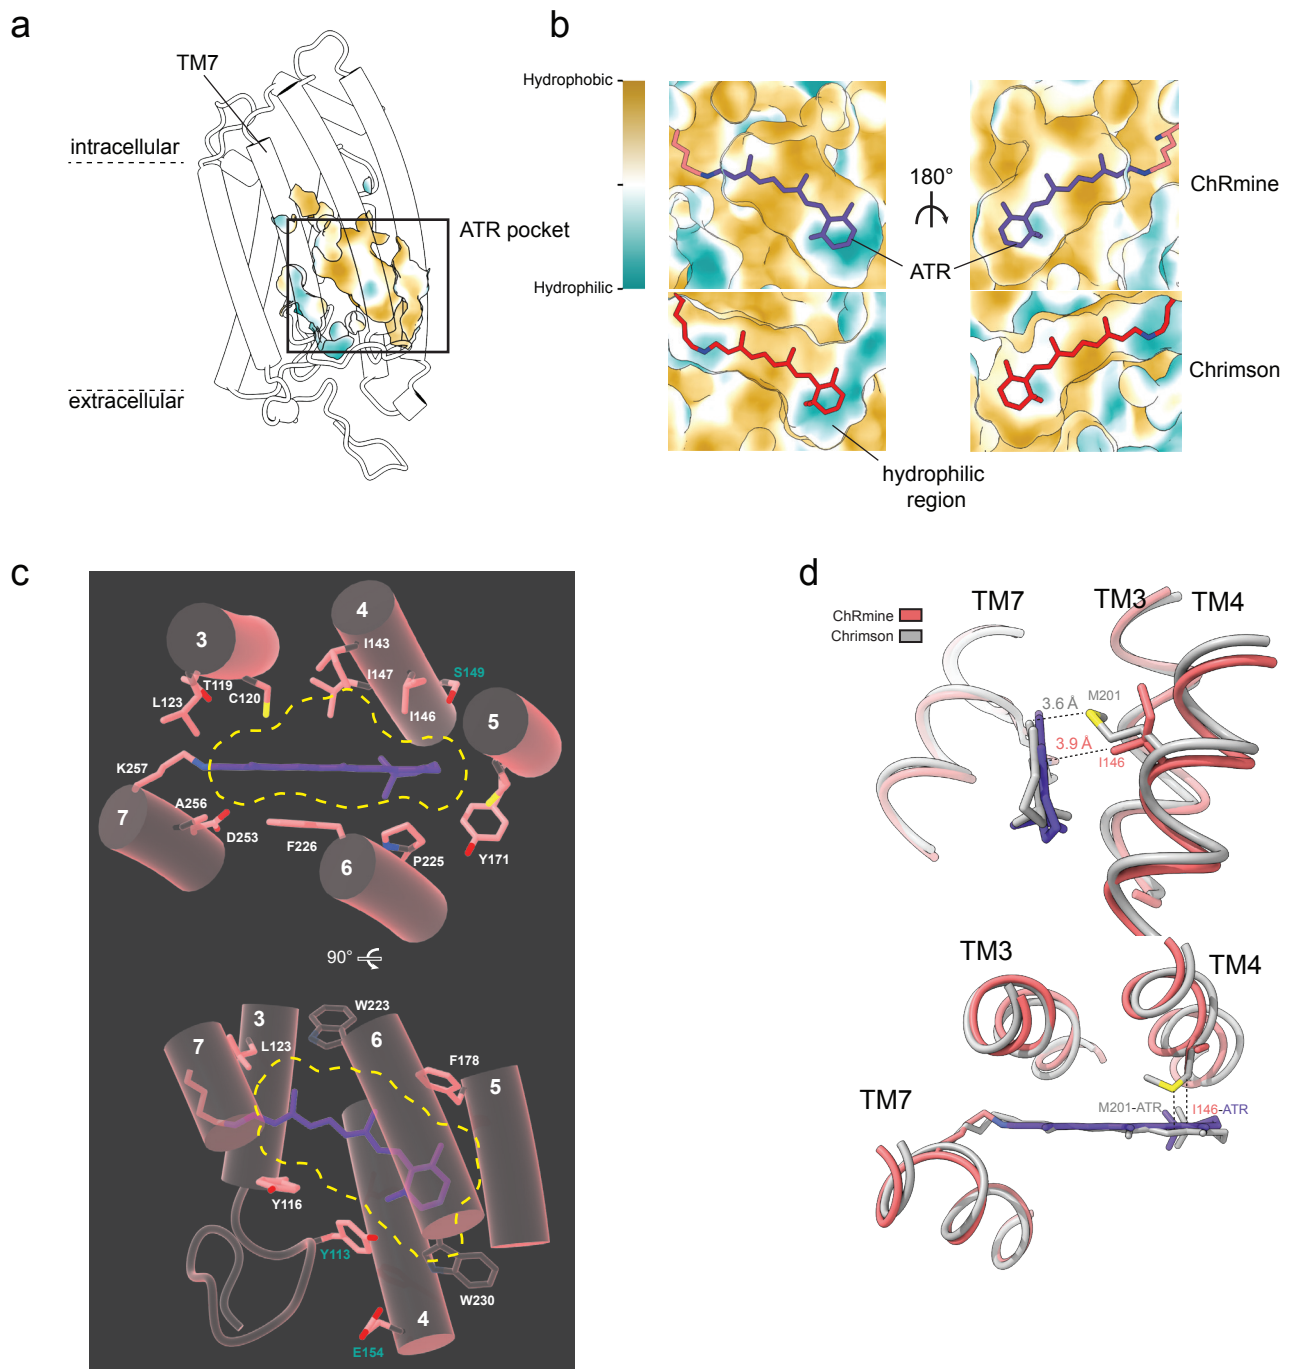 a
TM7
intracellular
ATR pocket
extracellular
b
Hydrophobic
Hydrophilic
180°
ATR
ChRmine
Chrimson
hydrophilic
region
c
3
4
I143
T119
I147
S149
L123
C120
I146
5
K257
A256
7
D253
F226
P225
Y171
6
90°
W223
3
7
L123
6
F178
5
Y116
Y113
W230
4
E154
d
TM7
TM3
TM4
ChRmine
Chrimson
M201
3.6 Å
3.9 Å
I146
TM3
TM4
TM7
M201-ATR
I146-ATR